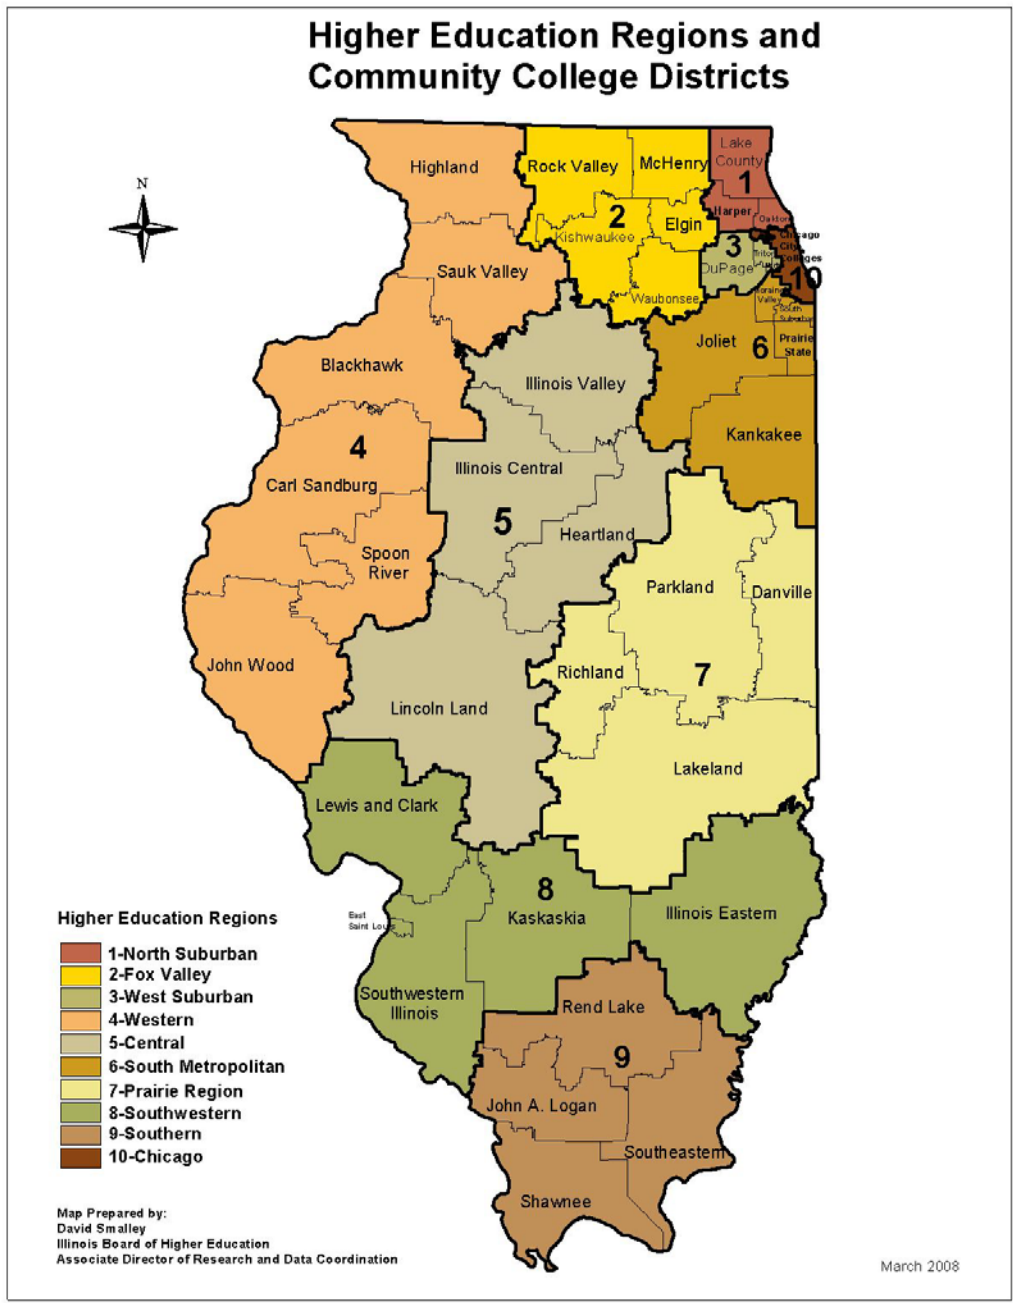 Higher Education Regions and
Community College Districts
N
Highland
Rock Valley
McHenry
Lake
County
1
Harper
Oakton
2
Elgin
Kishwaukee
Chicago
City
Colleges
3
Triton
DuPage
10
Sauk Valley
Waubonsee
Moraine
Valley
South
Suburban
Joliet
6
Prairie
State
Blackhawk
Illinois Valley
Kankakee
4
Illinois Central
Carl Sandburg
5
Heartland
Spoon
River
Parkland
Danville
John Wood
Richland
7
Lincoln Land
Lakeland
Lewis and Clark
8
Kaskaskia
Illinois Eastern
East
Saint Louis
Southwestern
Illinois
Rend Lake
9
John A. Logan
Southeastern
Shawnee
Higher Education Regions
1-North Suburban
2-Fox Valley
3-West Suburban
4-Western
5-Central
6-South Metropolitan
7-Prairie Region
8-Southwestern
9-Southern
10-Chicago
Map Prepared by:
David Smalley
Illinois Board of Higher Education
Associate Director of Research and Data Coordination
March 2008